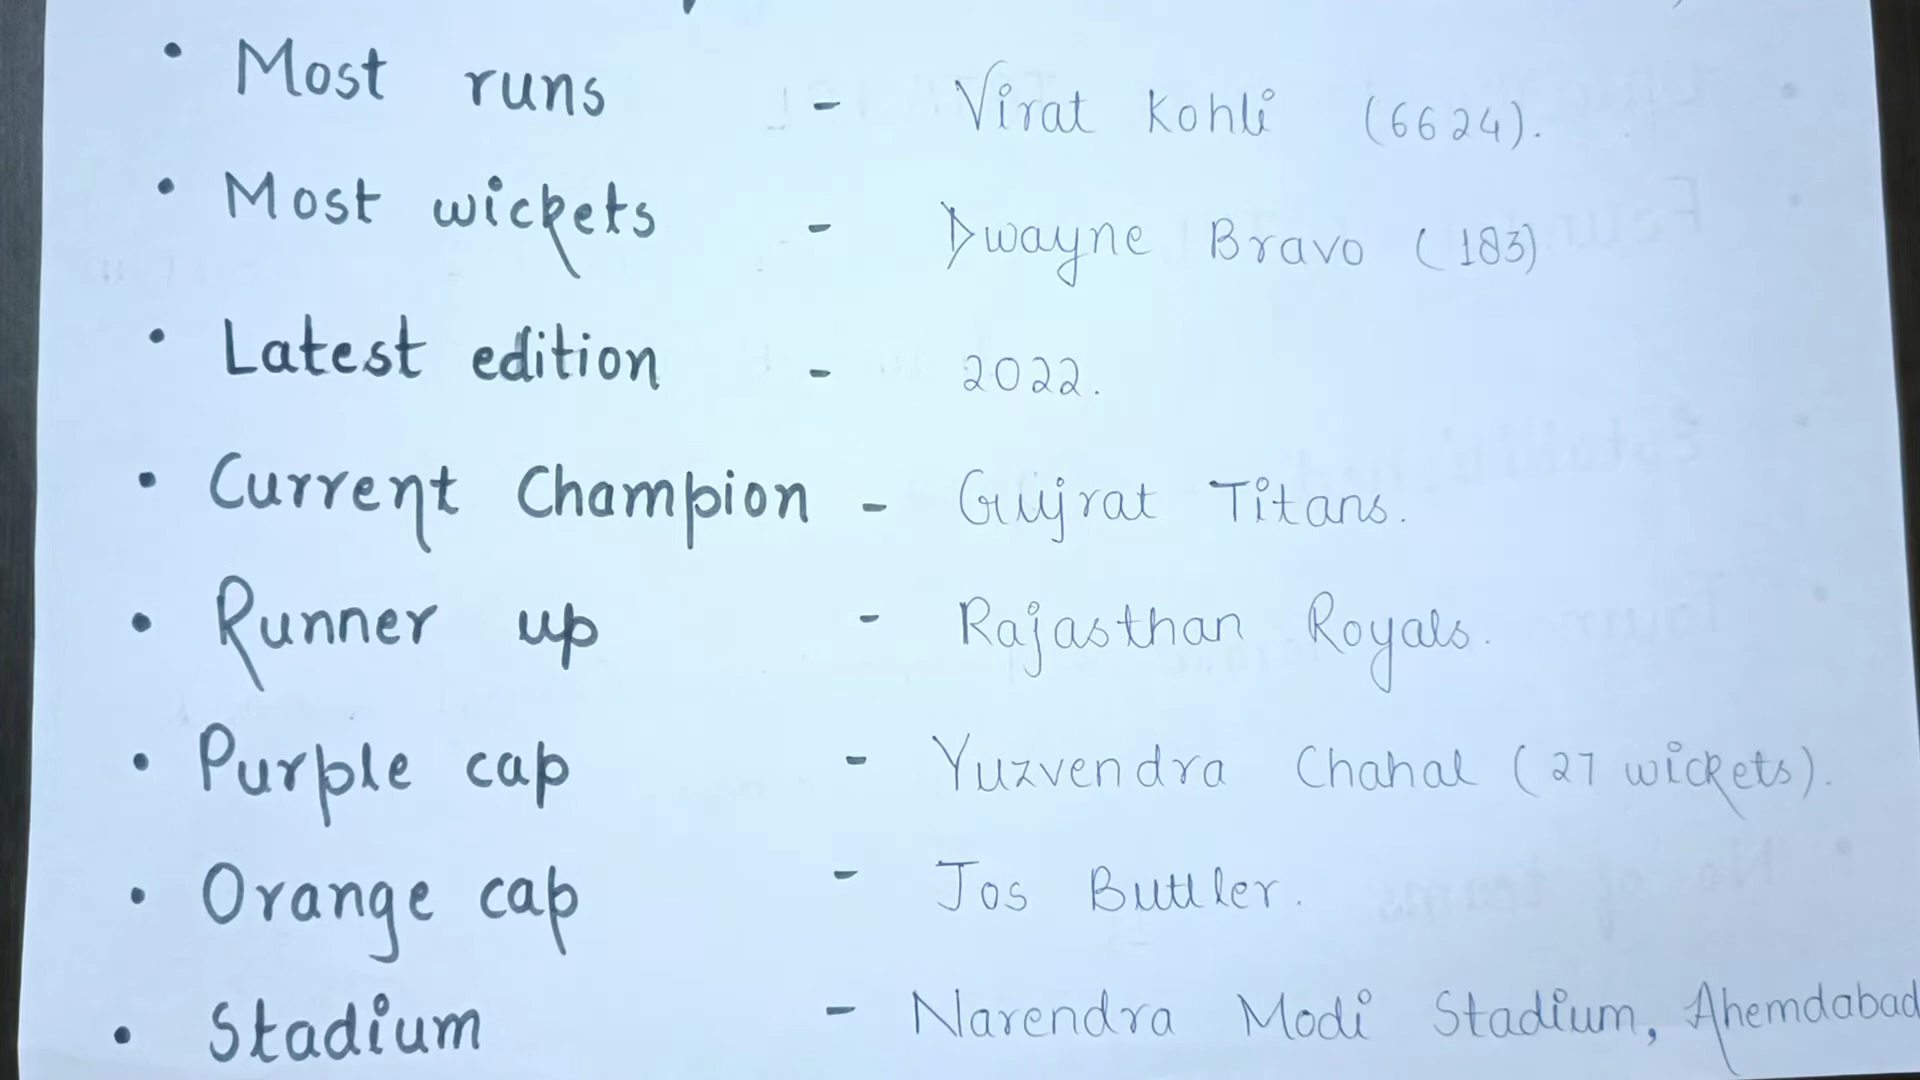 • Most runs - Virat Kohli (6624).
• Most wickets - Dwayne Bravo (183)
• Latest edition - 2022.
• Current Champion - Gujrat Titans.
• Runner up - Rajasthan Royals.
• Purple cap - Yuzvendra Chahal (27 wickets).
• Orange cap - Jos Buttler.
• Stadium - Narendra Modi Stadium, Ahemdabad